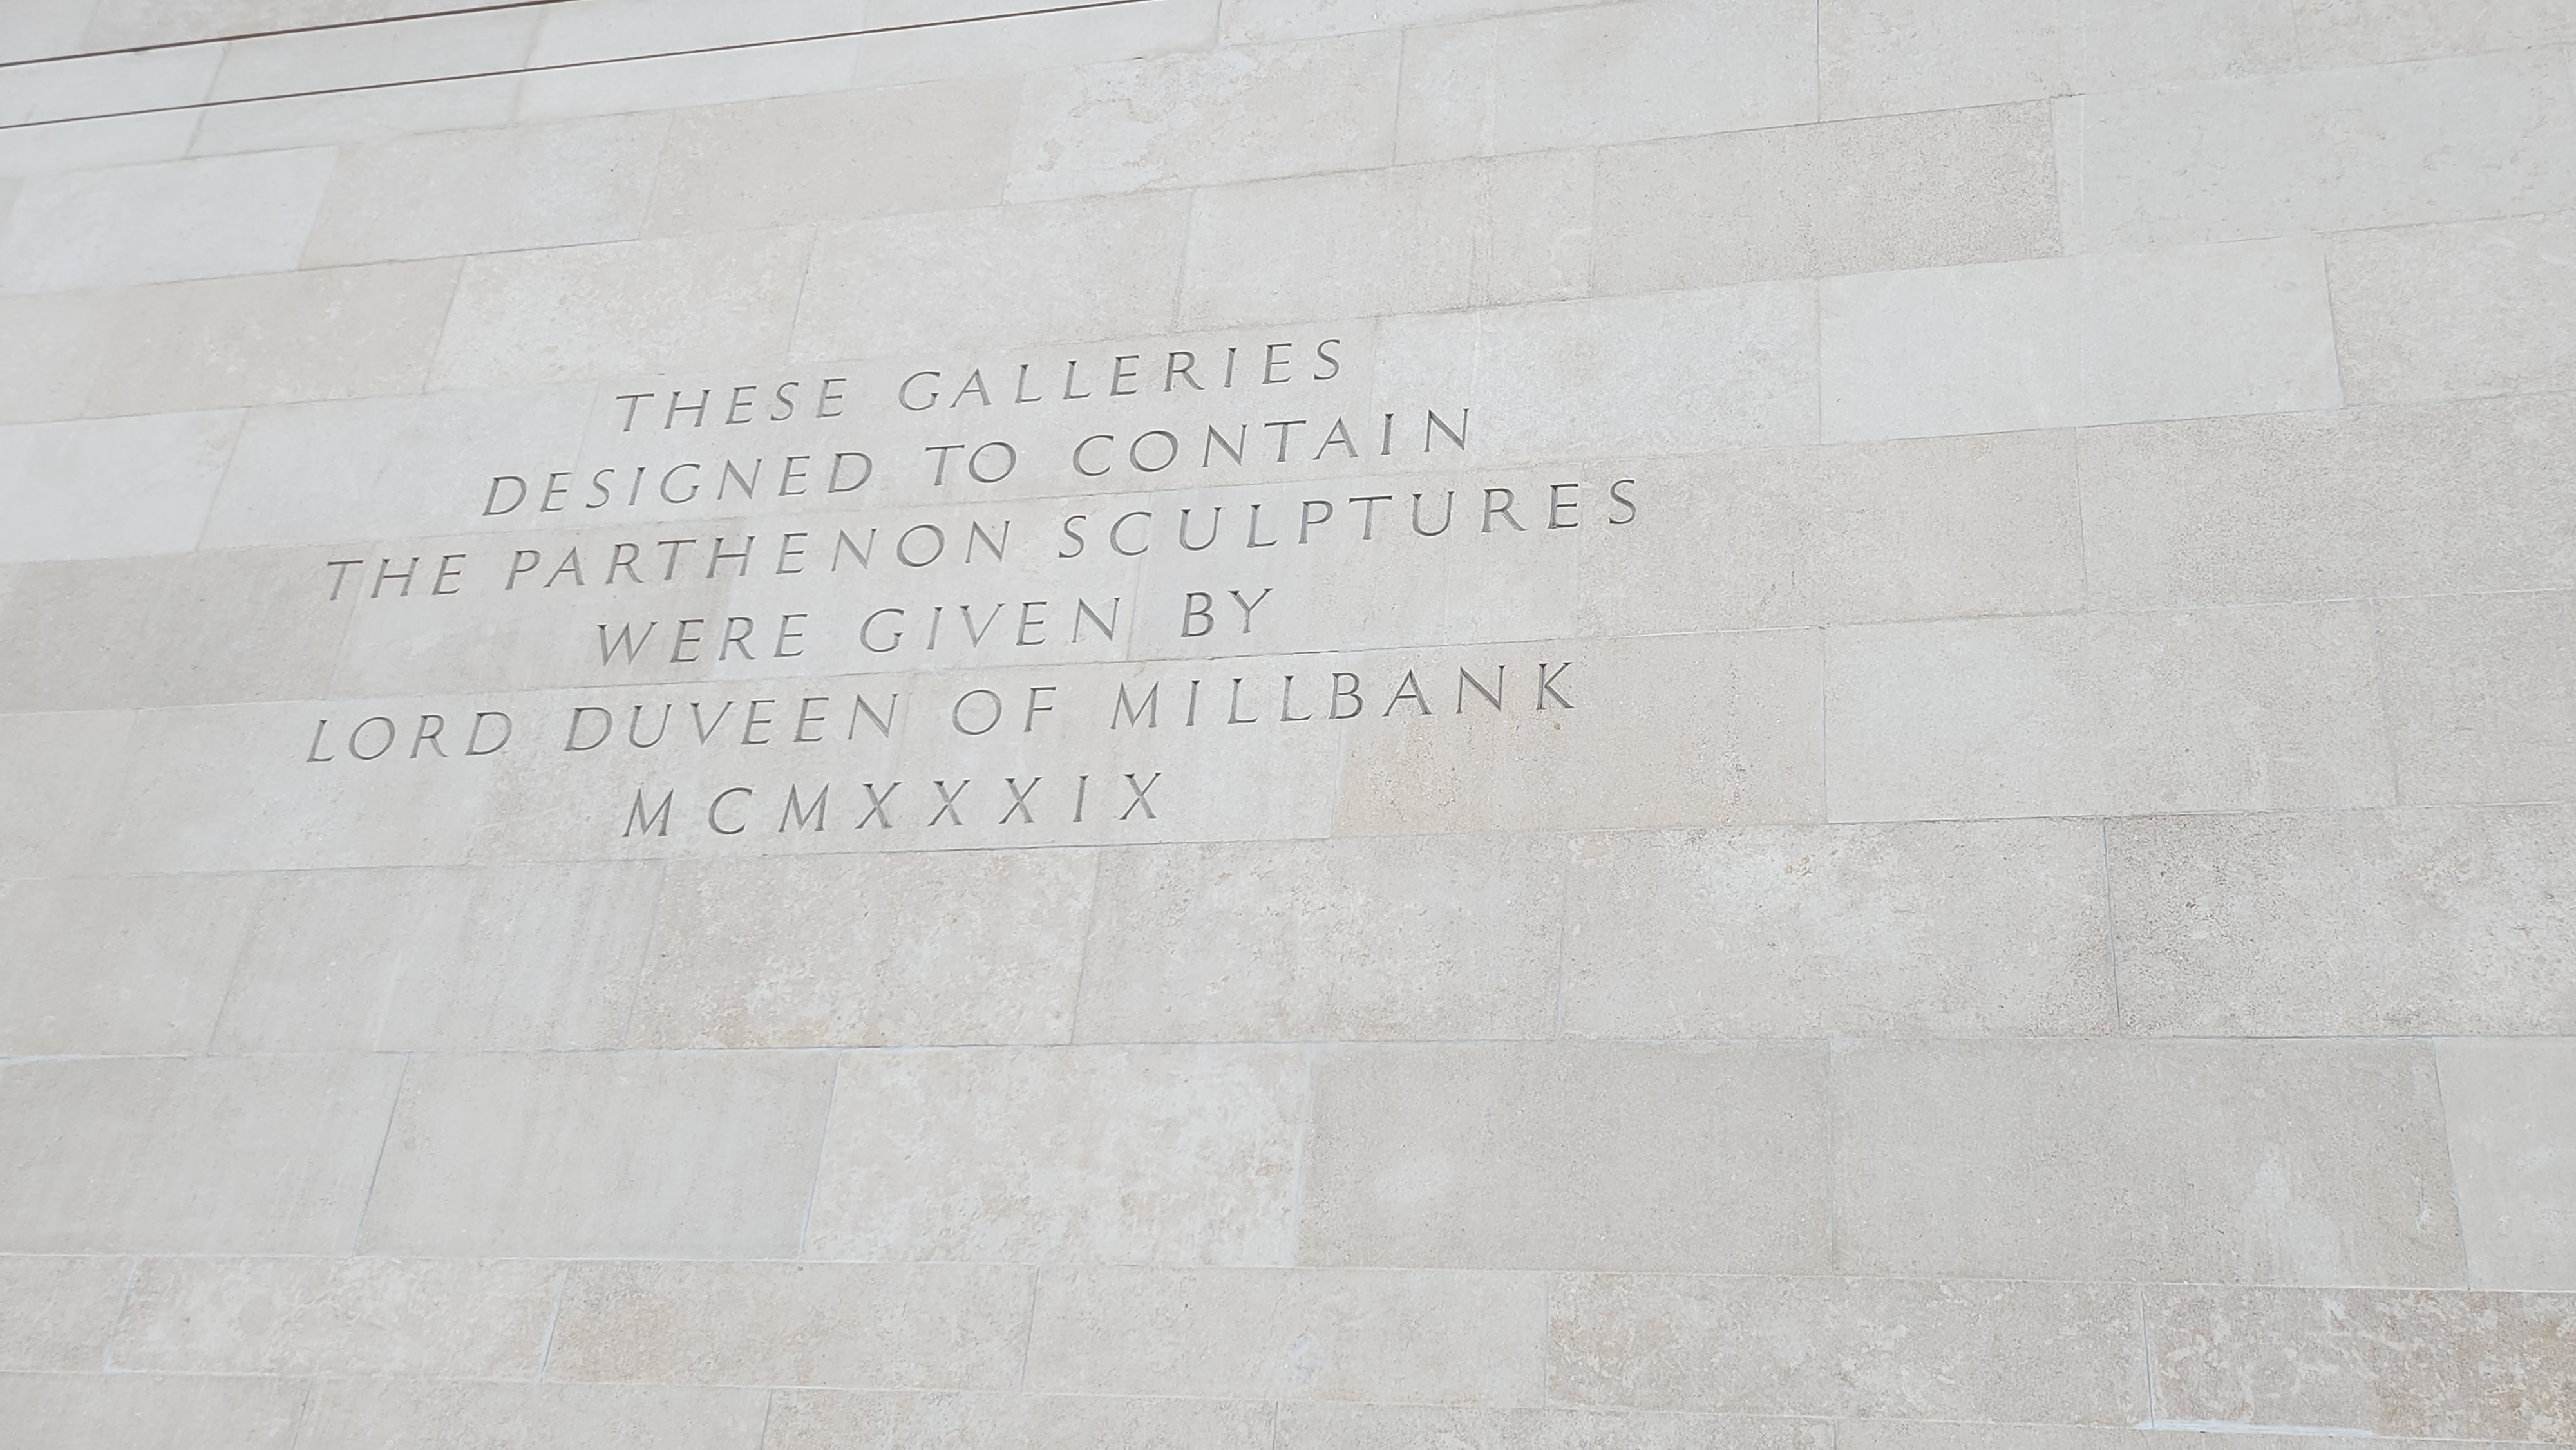 THESE GALLERIES
DESIGNED TO CONTAIN
THE PARTHENON SCULPTURES
WERE GIVEN BY
LORD DUVEEN OF MILLBANK
MCMXXXIX